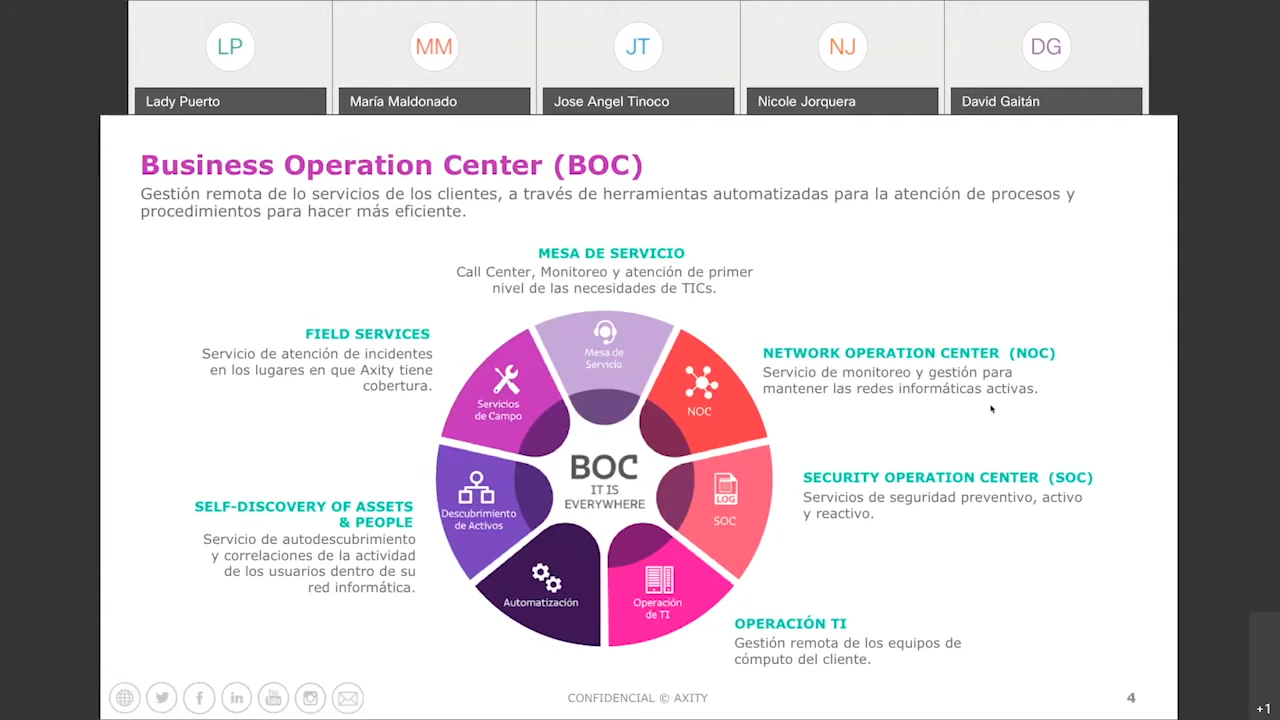 LP
MM
JT
NJ
DG
Lady Puerto
María Maldonado
Jose Angel Tinoco
Nicole Jorquera
David Gaitán
Business Operation Center (BOC)
Gestión remota de lo servicios de los clientes, a través de herramientas automatizadas para la atención de procesos y
procedimientos para hacer más eficiente.
MESA DE SERVICIO
Call Center, Monitoreo y atención de primer
nivel de las necesidades de TICs.
FIELD SERVICES
Servicio de atención de incidentes
en los lugares en que Axity tiene
cobertura.
NETWORK OPERATION CENTER (NOC)
Servicio de monitoreo y gestión para
mantener las redes informáticas activas.
SECURITY OPERATION CENTER (SOC)
Servicios de seguridad preventivo, activo
y reactivo.
SELF-DISCOVERY OF ASSETS
& PEOPLE
Servicio de autodescubrimiento
y correlaciones de la actividad
de los usuarios dentro de su
red informática.
OPERACIÓN TI
Gestión remota de los equipos de
cómputo del cliente.
Mesa de
Servicio
Servicios
de Campo
NOC
BOC
IT IS
EVERYWHERE
LOG
SOC
Descubrimiento
de Activos
Automatización
Operación
de TI
in
You
Tube
CONFIDENCIAL © AXITY
4
+1